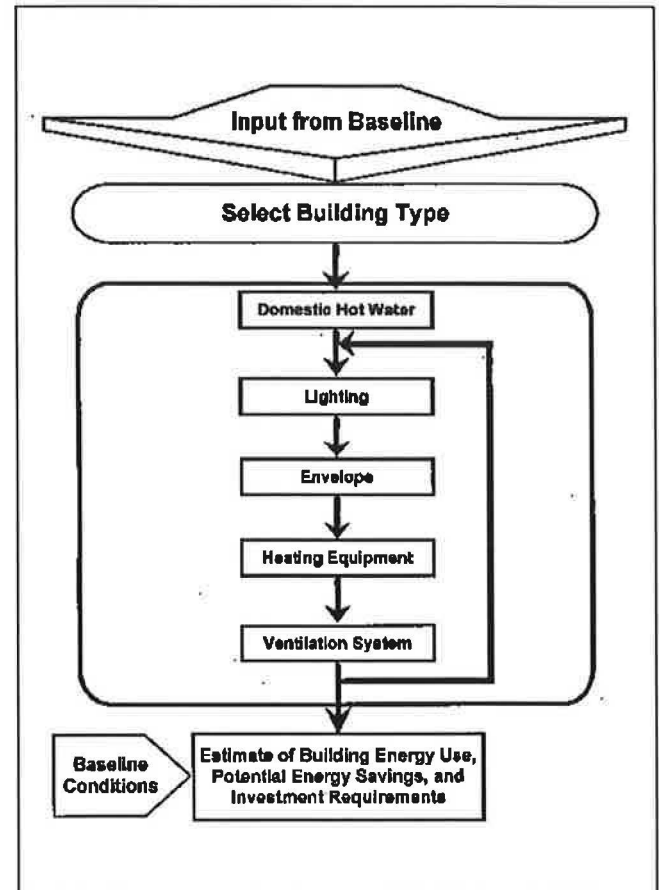 Input from Baseline
Select Building Type
Domestic Hot Water
Lighting
Envelope
Heating Equipment
Ventilation System
Baseline
Conditions
Estimate of Building Energy Use,
Potential Energy Savings, and
Investment Requirements